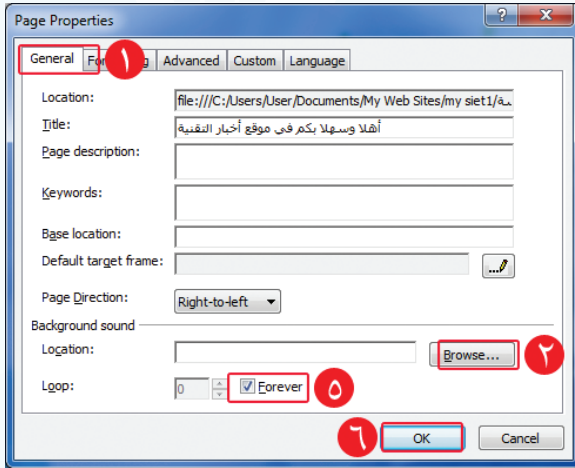 Page Properties
General ١ Advanced Custom Language
Location: file:///C:/Users/User/Documents/My Web Sites/my siet1/
Title: أهلا وسهلا بكم في موقع أخبار التقنية
Page description:
Keywords:
Base location:
Default target frame:
Page Direction: Right-to-left
Background sound
Location: Browse... ٢
Loop: 0 Forever ٥
٦ OK Cancel